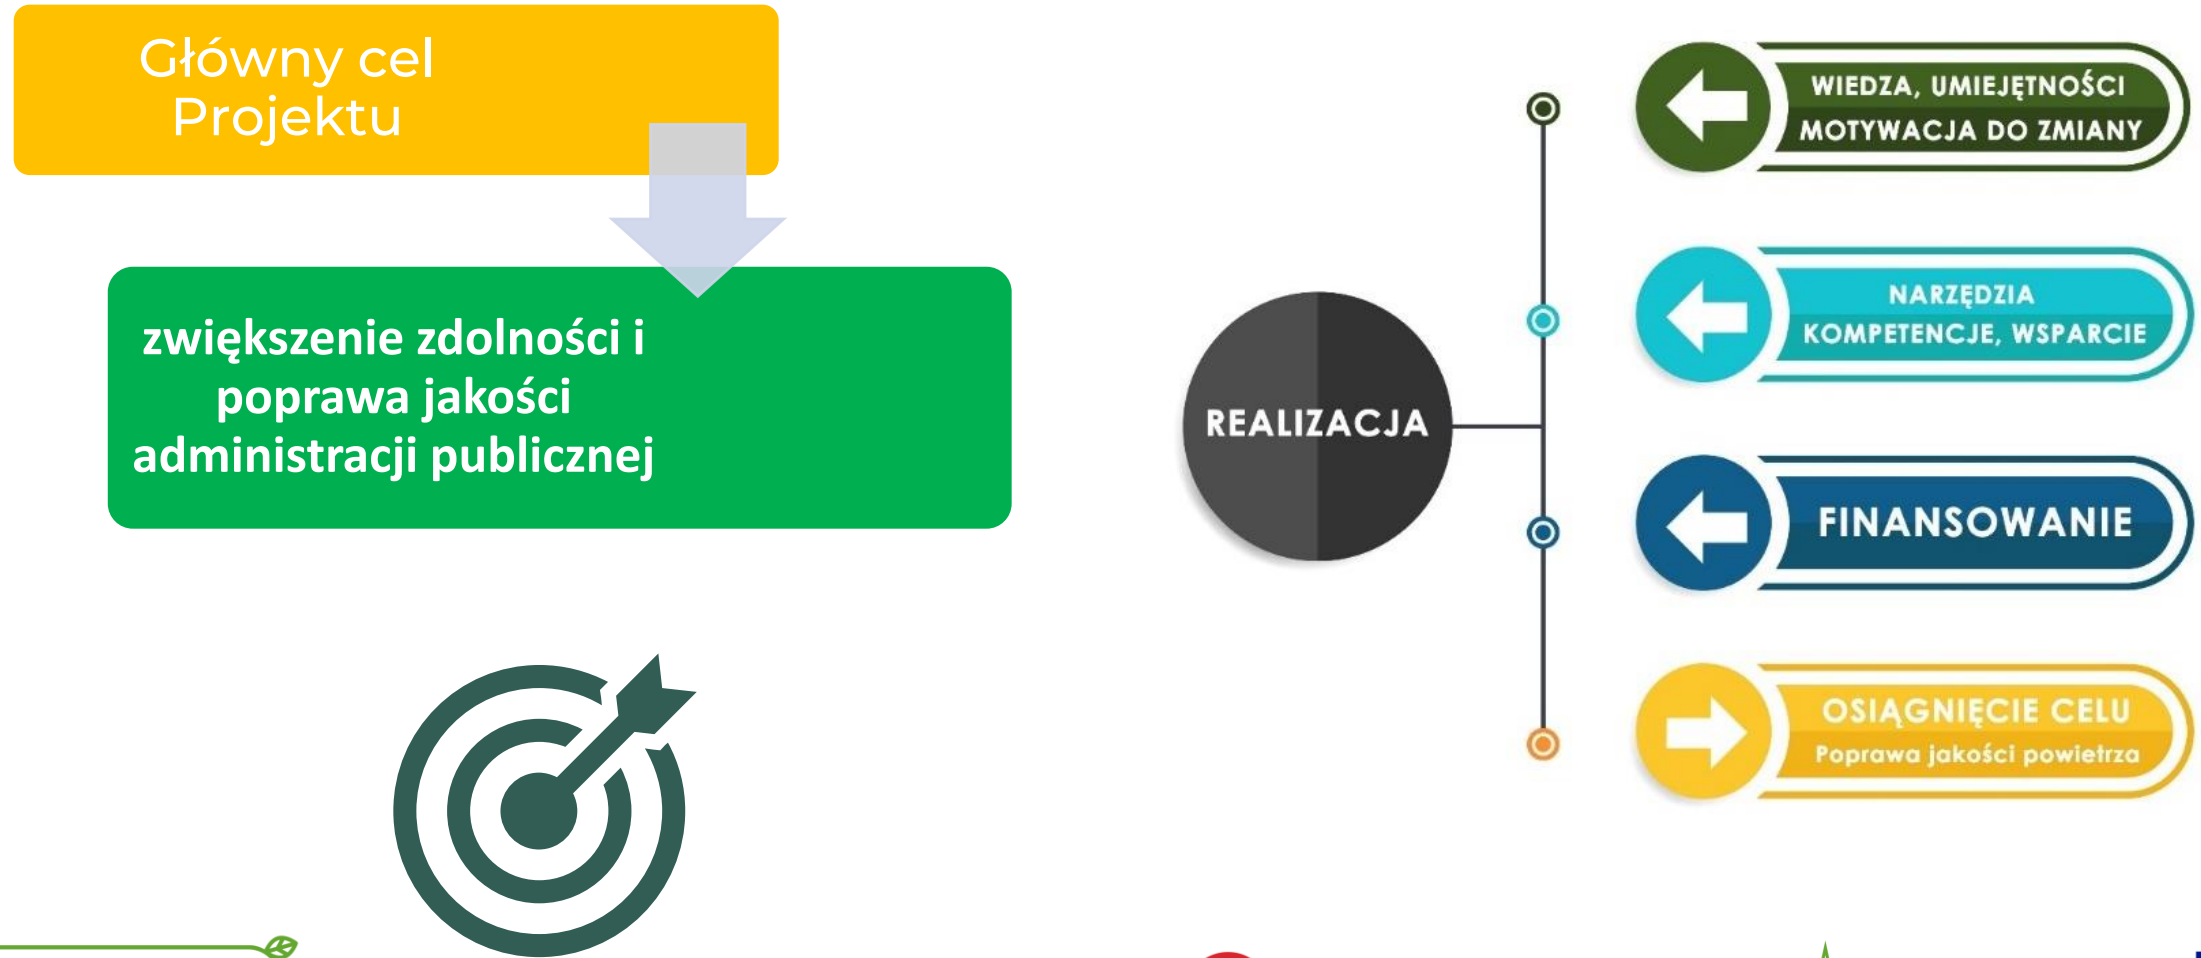 Główny cel
Projektu
zwiększenie zdolności i
poprawa jakości
administracji publicznej
REALIZACJA
WIEDZA, UMIEJĘTNOŚCI
MOTYWACJA DO ZMIANY
NARZĘDZIA
KOMPETENCJE, WSPARCIE
FINANSOWANIE
OSIĄGNIĘCIE CELU
Poprawa jakości powietrza